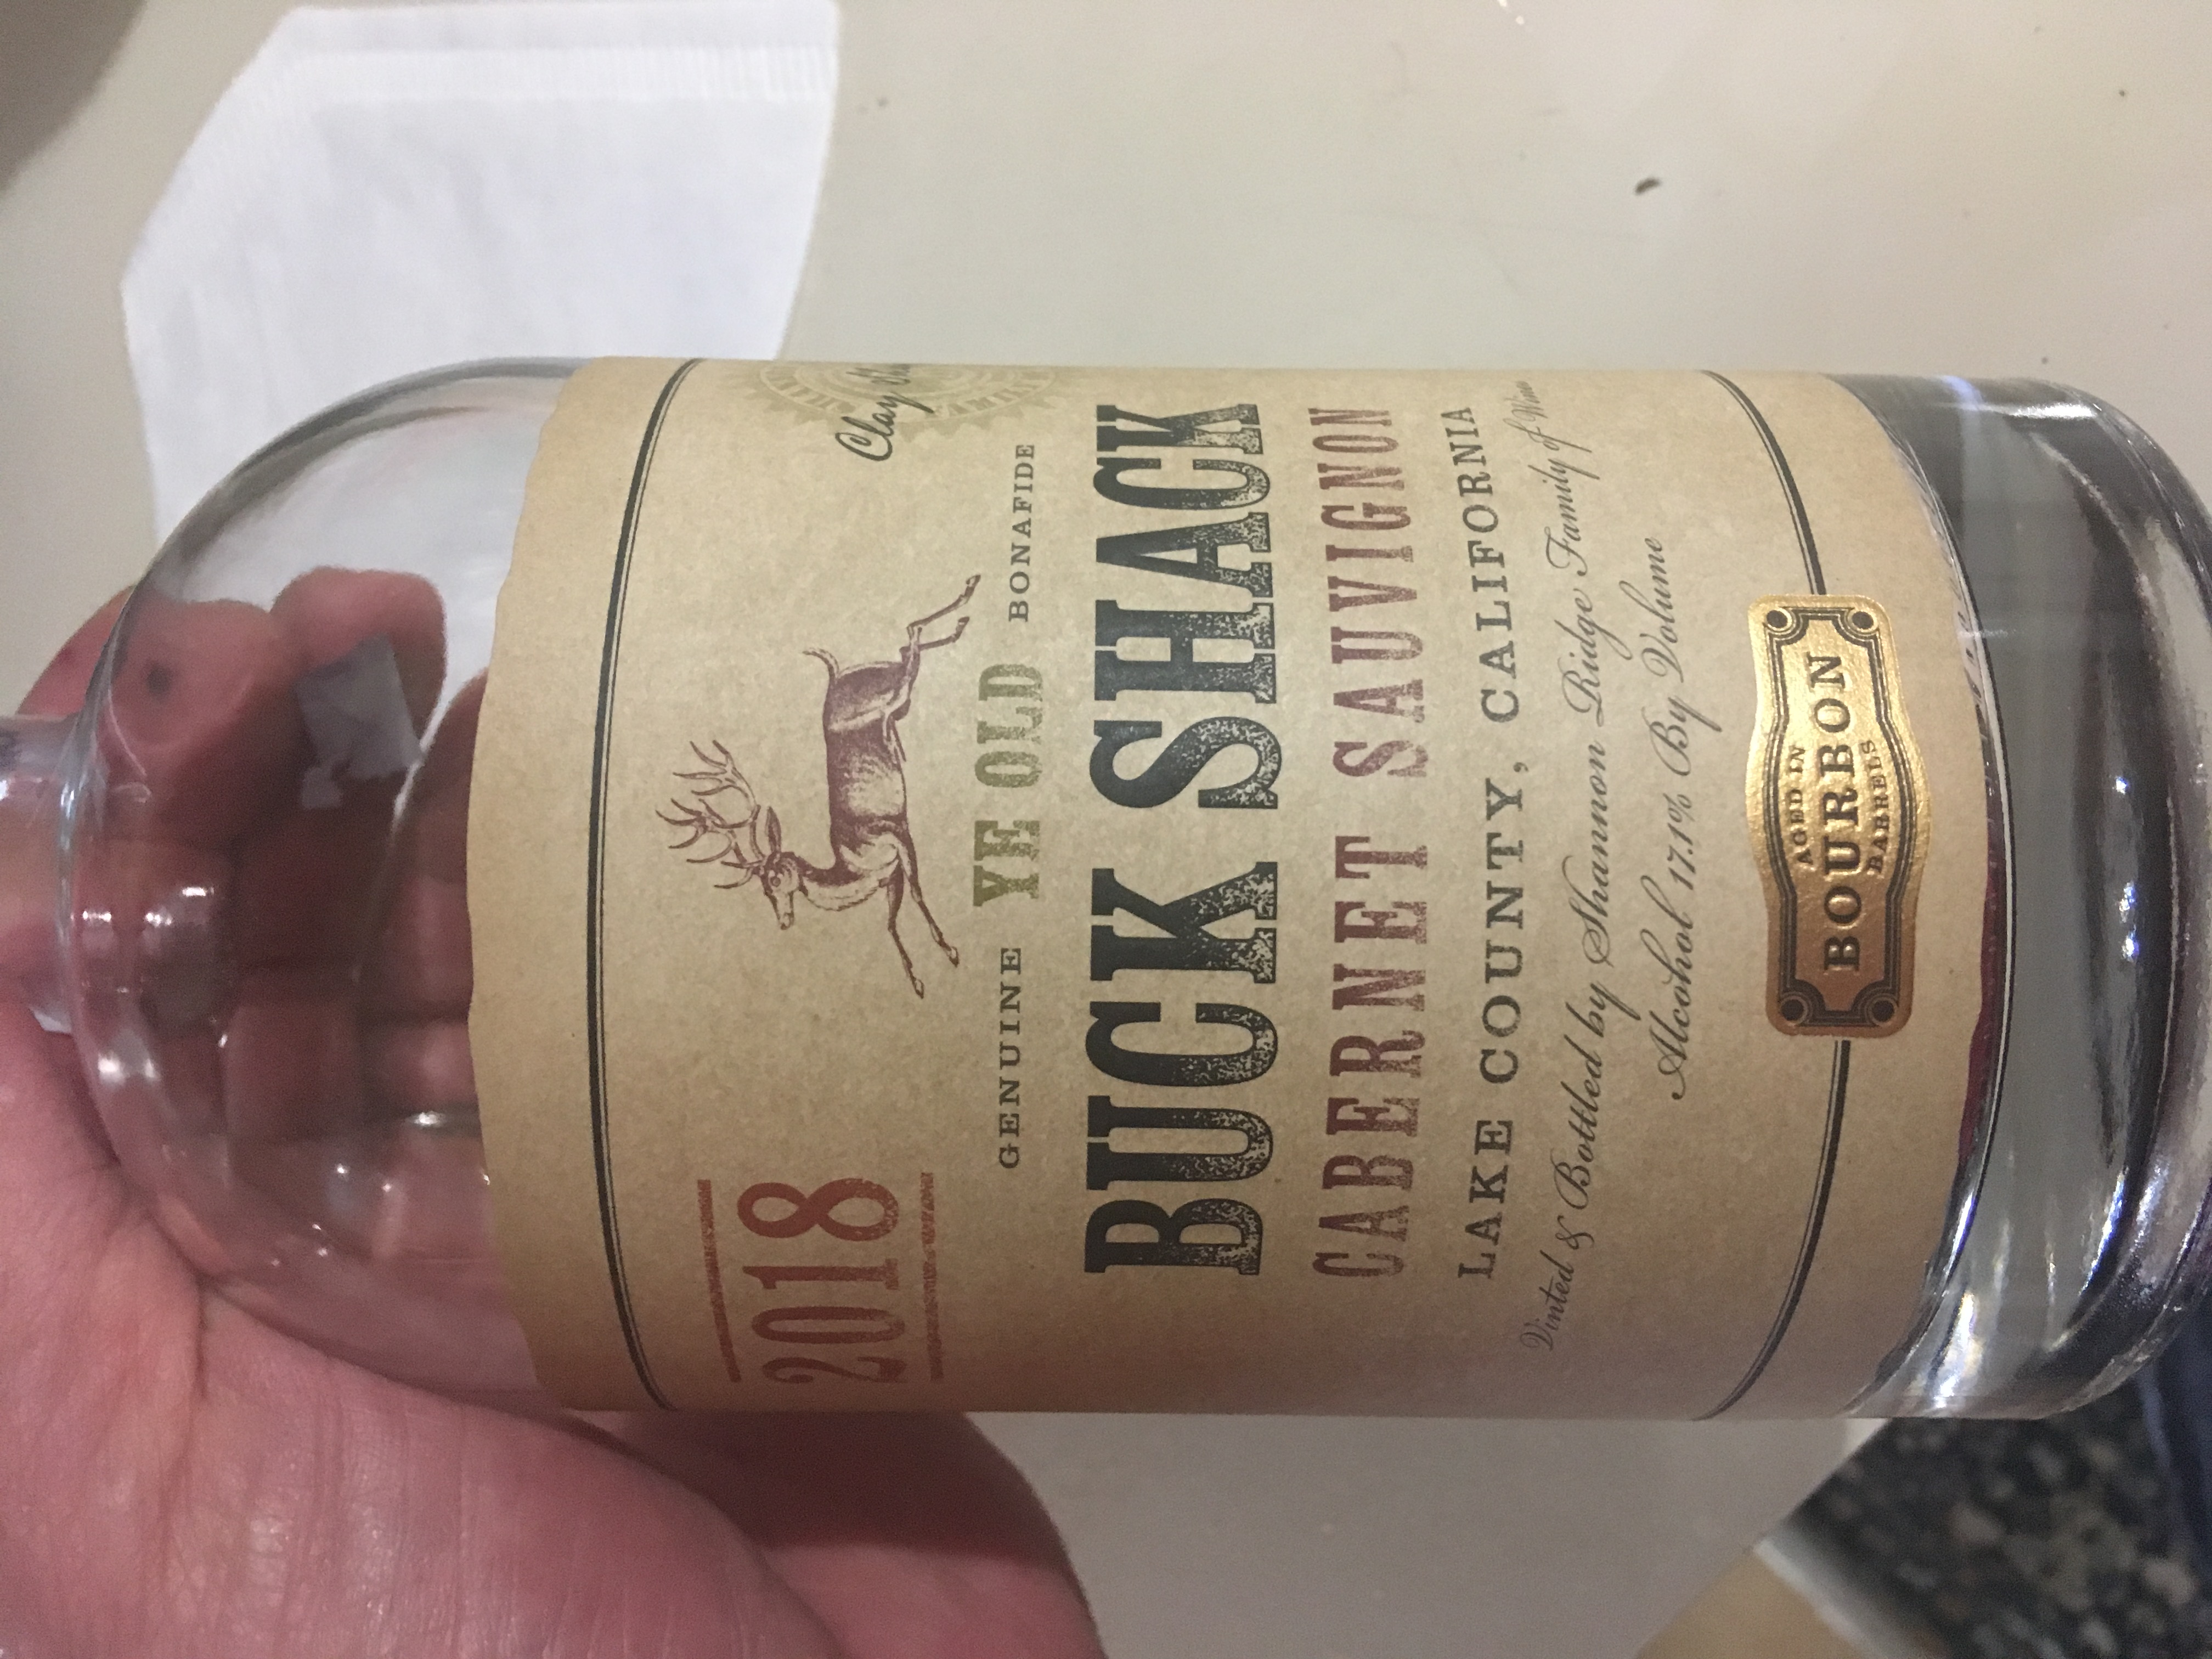 2018
Clay
GENUINE YE OLD BONAFIDE
BUCK SHACK
CABERNET SAUVIGNON
LAKE COUNTY, CALIFORNIA
Vinted & Bottled by Shannon Ridge Family of Wines
Alcohol 17.1% By Volume
AGED IN
BOURBON
BARRELS